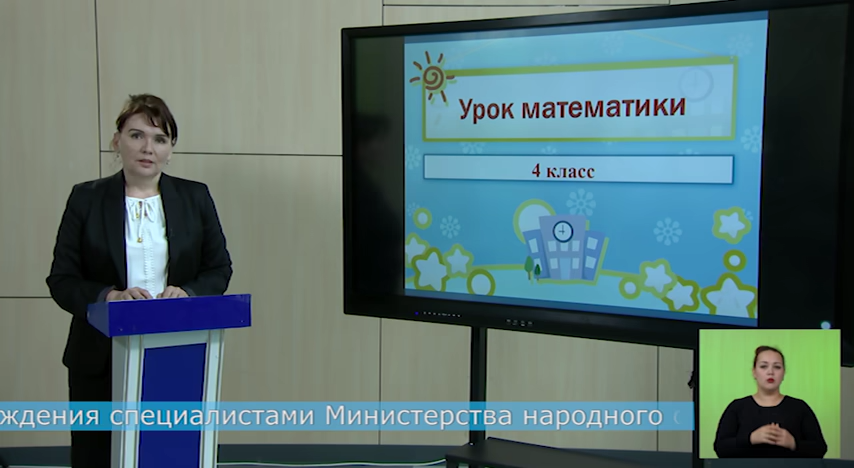 Урок математики
4 класс
ждения специалистами Министерства народного